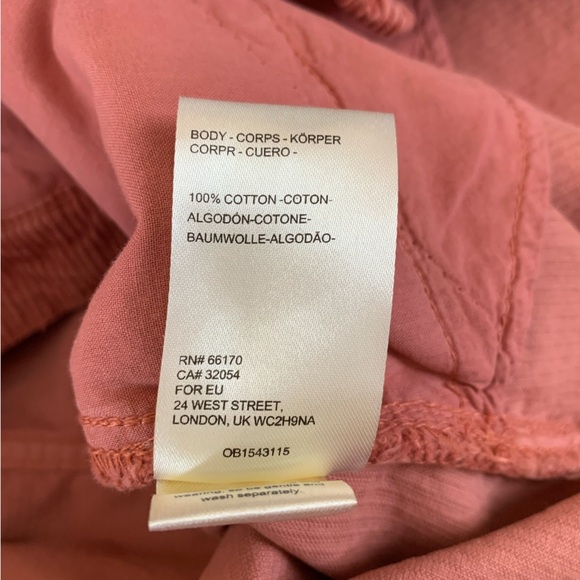 BODY - CORPS - KÖRPER
CORPR - CUERO -
100% COTTON -COTON-
ALGODÓN-COTONE-
BAUMWOLLE-ALGODÃO-
RN# 66170
CA# 32054
FOR EU
24 WEST STREET,
LONDON, UK WC2H9NA
OB1543115
wash separately.